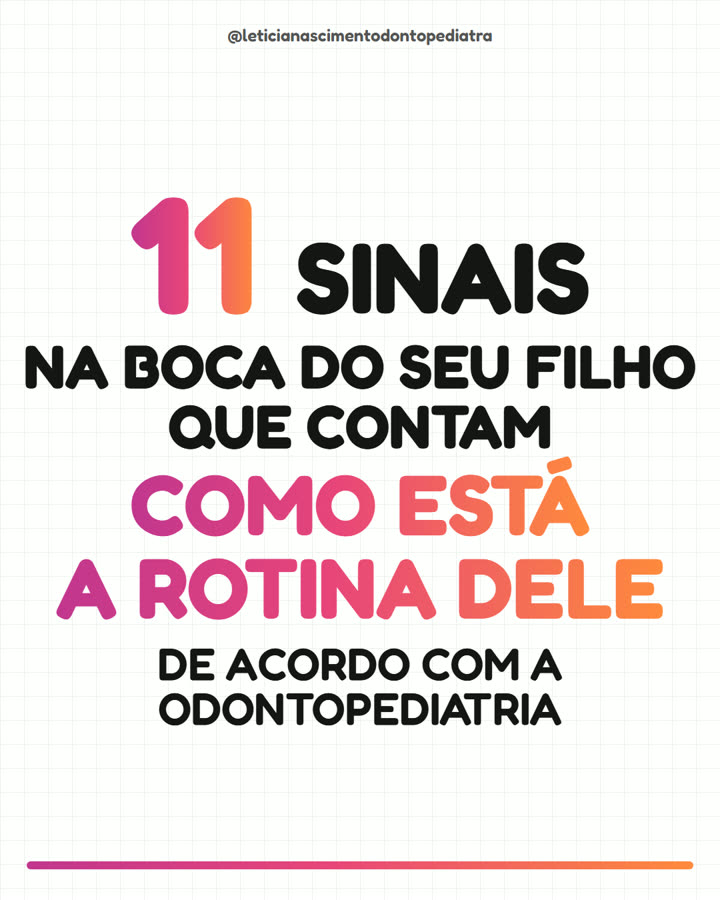 @leticianascimentodontopediatra
11 SINAIS
NA BOCA DO SEU FILHO
QUE CONTAM
COMO ESTÁ
A ROTINA DELE
DE ACORDO COM A
ODONTOPEDIATRIA